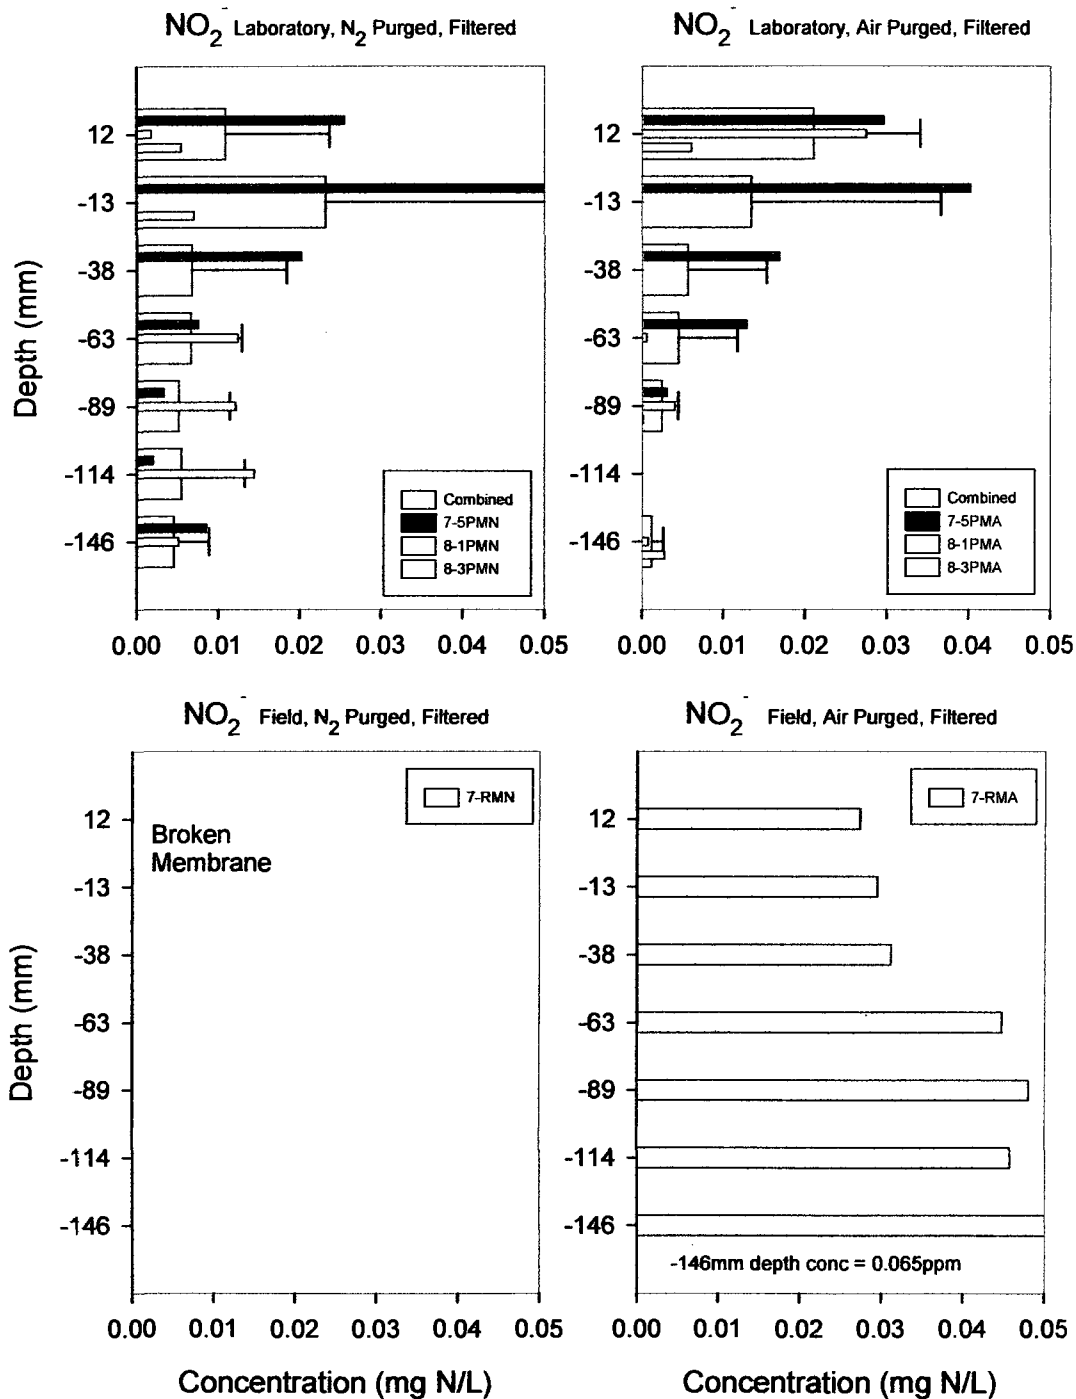 NO2- Laboratory, N2 Purged, Filtered
12
-13
-38
-63
-89
-114
-146
Depth (mm)
Combined
7-5PMN
8-1PMN
8-3PMN
0.00 0.01 0.02 0.03 0.04 0.05
NO2- Laboratory, Air Purged, Filtered
12
-13
-38
-63
-89
-114
-146
Combined
7-5PMA
8-1PMA
8-3PMA
0.00 0.01 0.02 0.03 0.04 0.05
NO2- Field, N2 Purged, Filtered
7-RMN
12
-13
-38
-63
-89
-114
-146
Depth (mm)
Broken
Membrane
0.00 0.01 0.02 0.03 0.04 0.05
Concentration (mg N/L)
NO2- Field, Air Purged, Filtered
7-RMA
12
-13
-38
-63
-89
-114
-146
-146mm depth conc = 0.065ppm
0.00 0.01 0.02 0.03 0.04 0.05
Concentration (mg N/L)